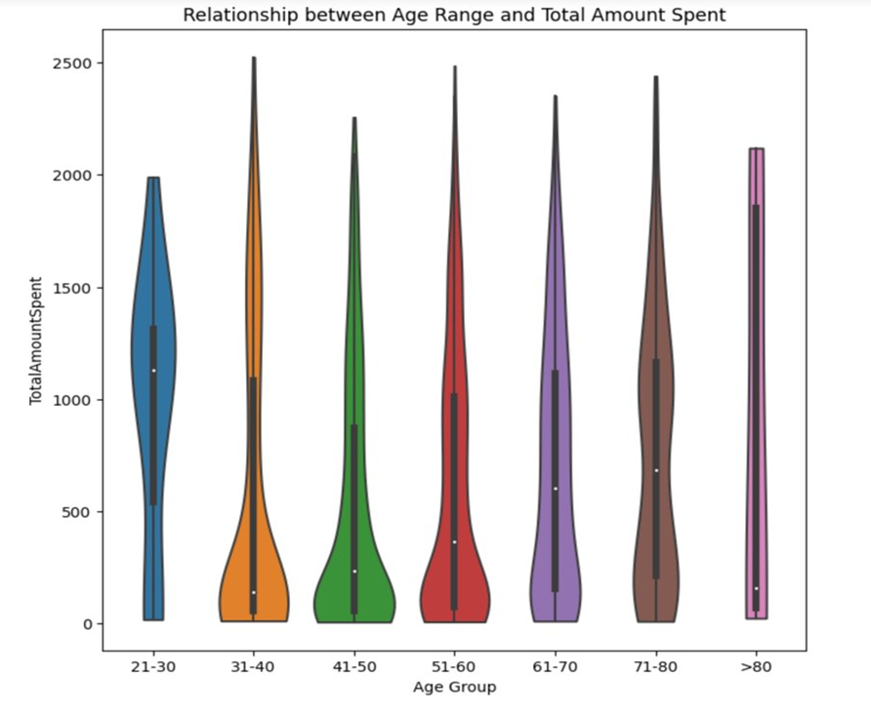 Relationship between Age Range and Total Amount Spent
2500
2000
1500
1000
500
0
TotalAmountSpent
21-30 31-40 41-50 51-60 61-70 71-80 >80
Age Group